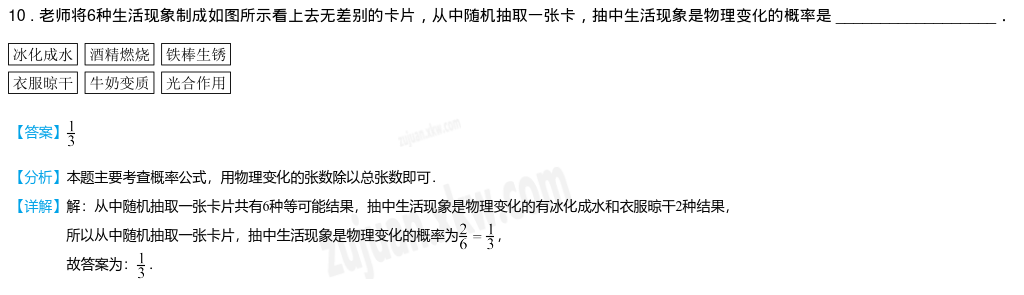 10．老师将6种生活现象制成如图所示看上去无差别的卡片，从中随机抽取一张卡，抽中生活现象是物理变化的概率是 ____________________ ．
冰化成水 酒精燃烧 铁棒生锈
衣服晾干 牛奶变质 光合作用
【答案】1/3
【分析】本题主要考查概率公式，用物理变化的张数除以总张数即可．
【详解】解：从中随机抽取一张卡片共有6种等可能结果，抽中生活现象是物理变化的有冰化成水和衣服晾干2种结果，
所以从中随机抽取一张卡片，抽中生活现象是物理变化的概率为2/6 = 1/3，
故答案为：1/3．
zujuan.xkw.com
zujuan.xkw.com